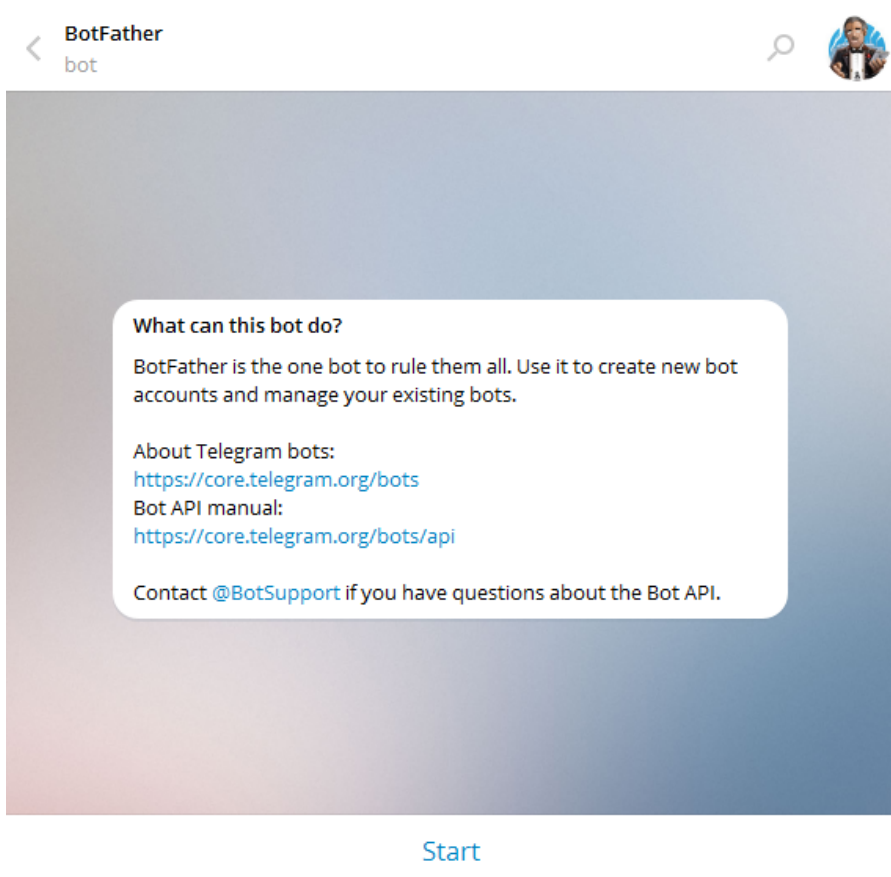 BotFather
bot
What can this bot do?
BotFather is the one bot to rule them all. Use it to create new bot
accounts and manage your existing bots.
About Telegram bots:
https://core.telegram.org/bots
Bot API manual:
https://core.telegram.org/bots/api
Contact @BotSupport if you have questions about the Bot API.
Start